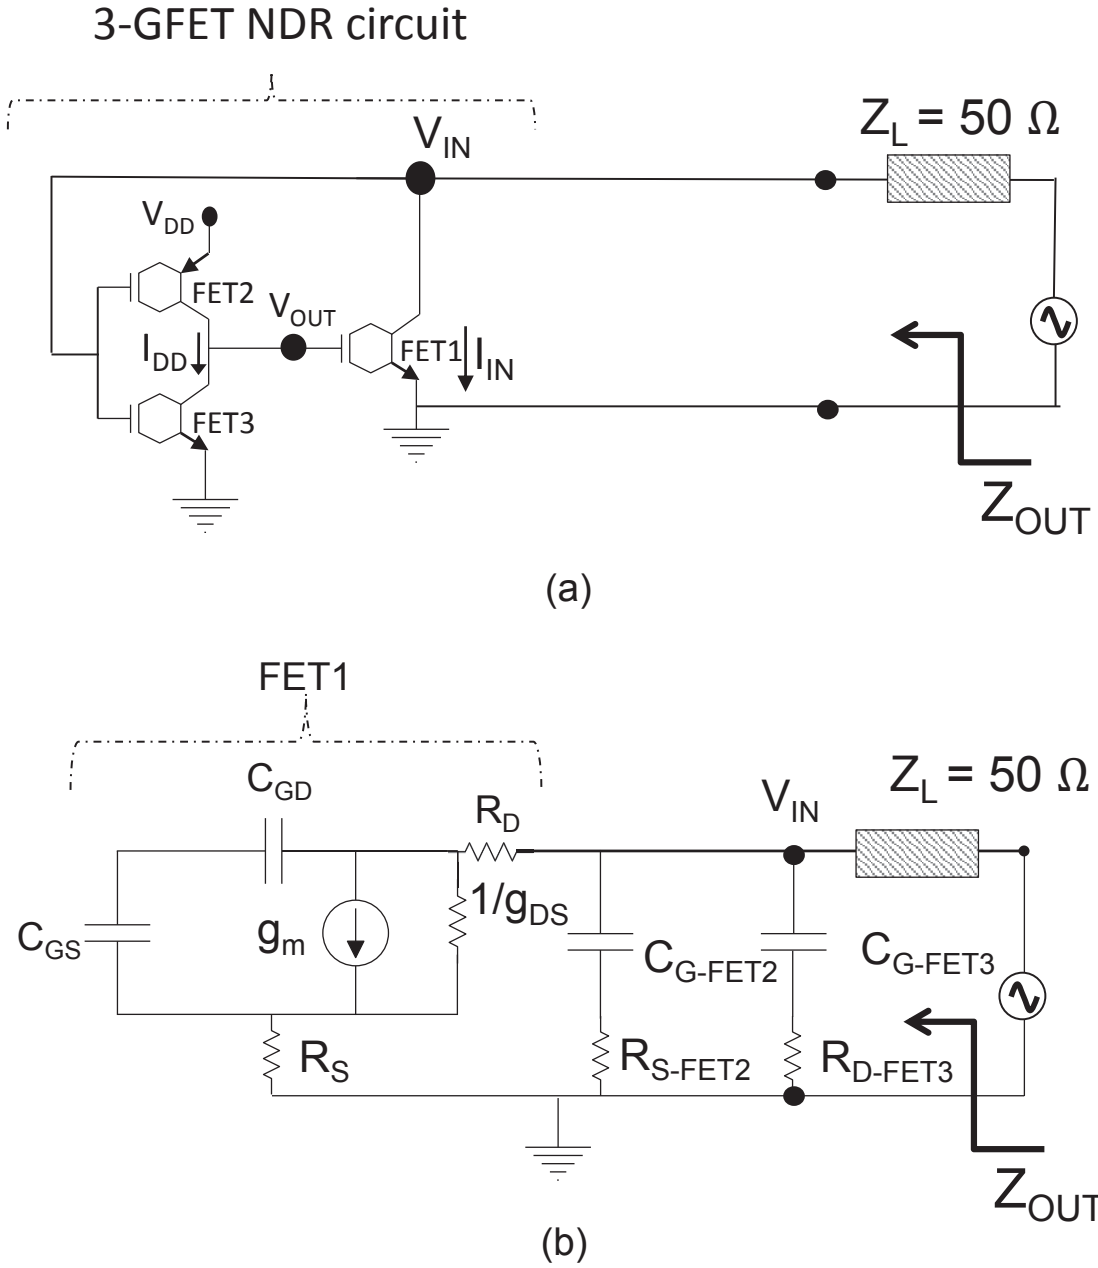 3-GFET NDR circuit
V_IN
Z_L = 50 Ω
V_DD
FET2
V_OUT
I_DD
FET1
I_IN
FET3
Z_OUT
(a)
FET1
C_GD
R_D
V_IN
Z_L = 50 Ω
C_GS
g_m
1/g_DS
C_G-FET2
C_G-FET3
R_S
R_S-FET2
R_D-FET3
Z_OUT
(b)